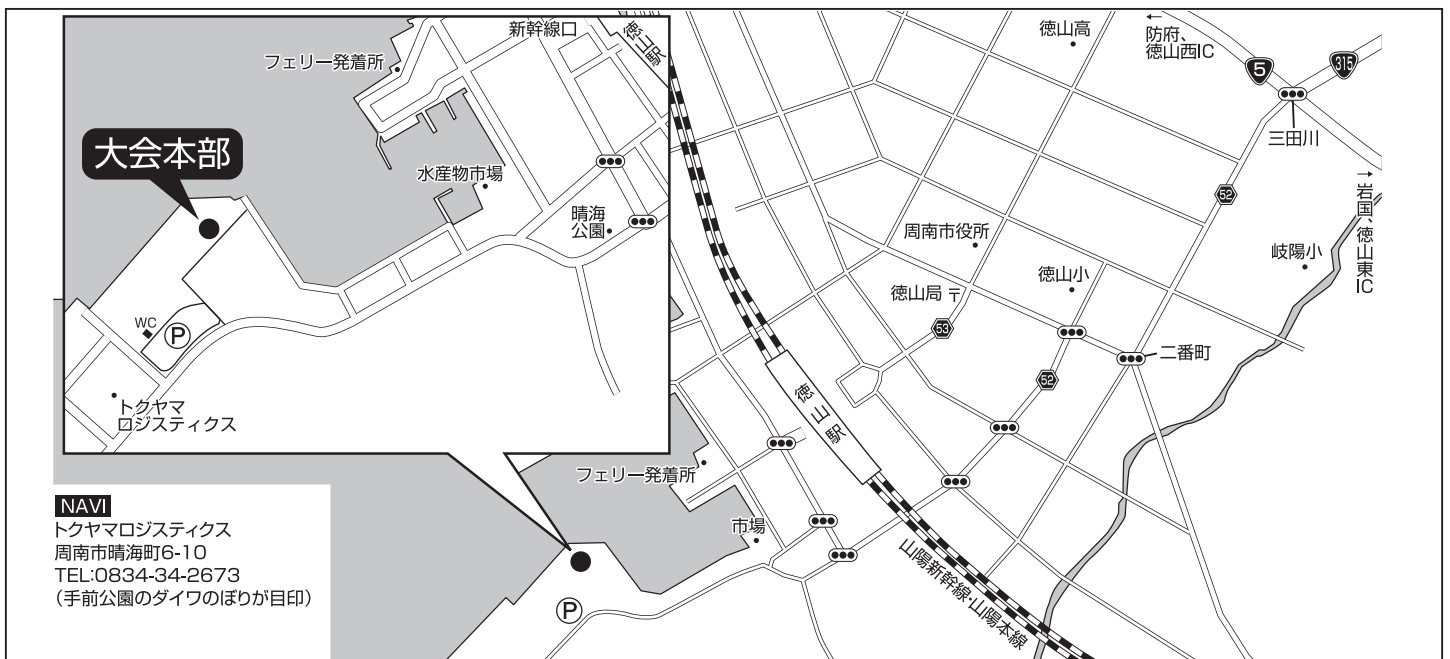 新幹線口
徳山駅
フェリー発着所
大会本部
水産物市場
晴海
公園
WC
P
トクヤマ
ロジスティクス
徳山高
←
防府、
徳山西IC
5
315
三田川
52
→
岩国、徳山東IC
周南市役所
岐陽小
徳山小
徳山局 〒
53
二番町
52
徳山駅
フェリー発着所
市場
P
山陽新幹線・山陽本線
NAVI
トクヤマロジスティクス
周南市晴海町6-10
TEL:0834-34-2673
(手前公園のダイワのぼりが目印)